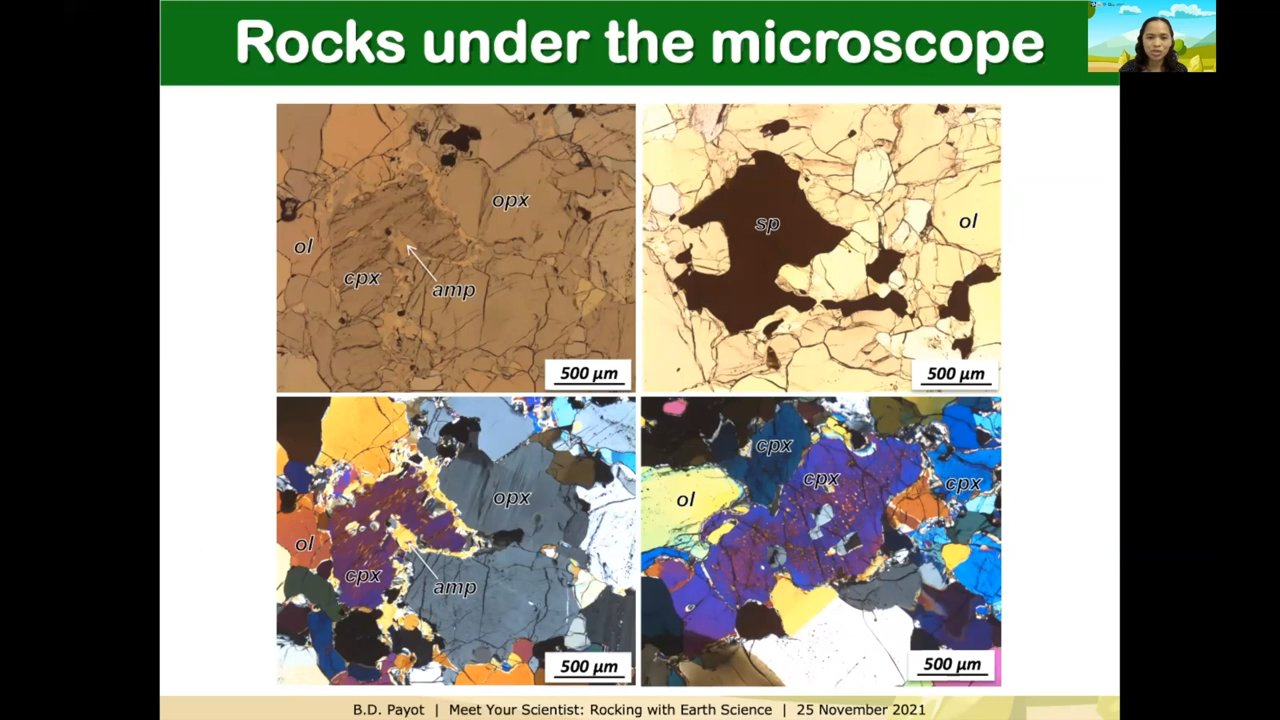 Rocks under the microscope
opx
ol
cpx
amp
500 μm
sp
ol
500 μm
opx
ol
cpx
amp
500 μm
cpx
cpx
cpx
ol
500 μm
B.D. Payot | Meet Your Scientist: Rocking with Earth Science | 25 November 2021